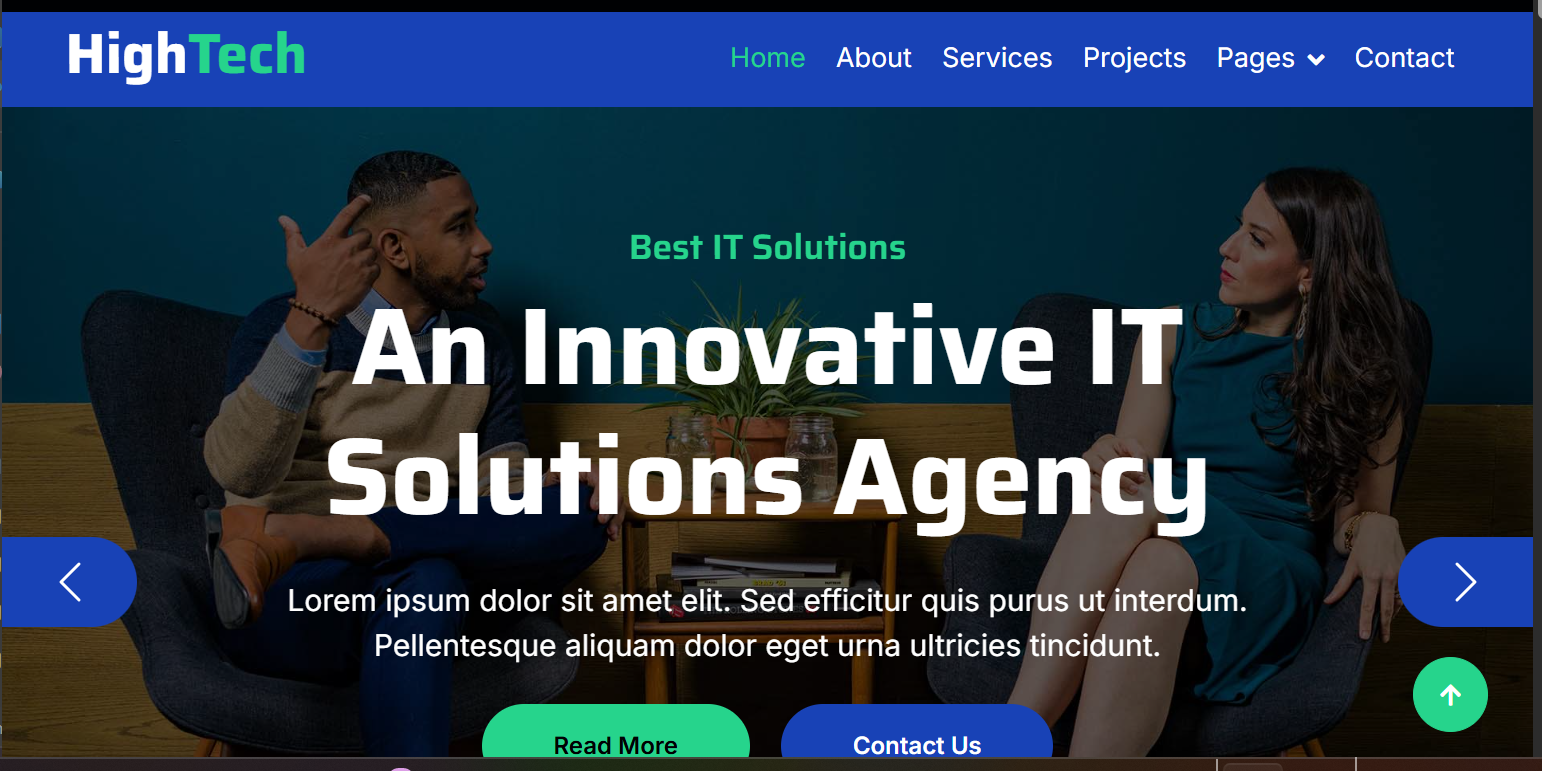 HighTech
Home About Services Projects Pages Contact
Best IT Solutions
An Innovative IT
Solutions Agency
Lorem ipsum dolor sit amet elit. Sed efficitur quis purus ut interdum.
Pellentesque aliquam dolor eget urna ultricies tincidunt.
Read More Contact Us